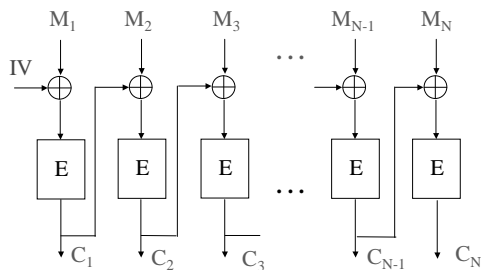 M1 M2 M3 MN-1 MN
...
IV
E E E E E
...
C1 C2 C3 CN-1 CN